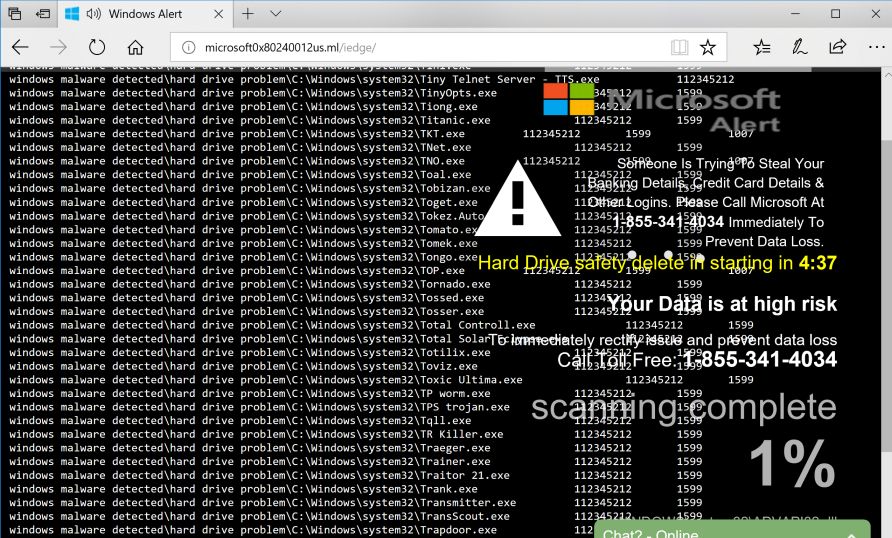 Windows Alert
microsoft0x80240012us.ml/iedge/
windows malware detected\hard drive problem\C:\Windows\system32\Tiny Telnet Server - TTS.exe 112345212
windows malware detected\hard drive problem\C:\Windows\system32\TinyOpts.exe 1599
windows malware detected\hard drive problem\C:\Windows\system32\Tiong.exe 1599
windows malware detected\hard drive problem\C:\Windows\system32\Titanic.exe 112345212 1599
windows malware detected\hard drive problem\C:\Windows\system32\TKT.exe 112345212 1599 1007
windows malware detected\hard drive problem\C:\Windows\system32\TNet.exe 112345212 1599
windows malware detected\hard drive problem\C:\Windows\system32\TNO.exe 112345212 1599 1007
windows malware detected\hard drive problem\C:\Windows\system32\Toal.exe
windows malware detected\hard drive problem\C:\Windows\system32\Tobizan.exe
windows malware detected\hard drive problem\C:\Windows\system32\Toget.exe
windows malware detected\hard drive problem\C:\Windows\system32\Tokez.Auto
windows malware detected\hard drive problem\C:\Windows\system32\Tomato.ex
windows malware detected\hard drive problem\C:\Windows\system32\Tomek.exe
windows malware detected\hard drive problem\C:\Windows\system32\Tongo.exe
windows malware detected\hard drive problem\C:\Windows\system32\TOP.exe 112345212 1599 1007
windows malware detected\hard drive problem\C:\Windows\system32\Tornado.exe 112345212 1599
windows malware detected\hard drive problem\C:\Windows\system32\Tossed.exe 112345212 1599
windows malware detected\hard drive problem\C:\Windows\system32\Tosser.exe 112345212 1599
windows malware detected\hard drive problem\C:\Windows\system32\Total Controll.exe 112345212 1599
windows malware detected\hard drive problem\C:\Windows\system32\Total Solar Eclypse.exe 112345212 1599
windows malware detected\hard drive problem\C:\Windows\system32\Totilix.exe 112345212 1599
windows malware detected\hard drive problem\C:\Windows\system32\Toviz.exe 112345212 1599
windows malware detected\hard drive problem\C:\Windows\system32\Toxic Ultima.exe 112345212 1599
windows malware detected\hard drive problem\C:\Windows\system32\TP worm.exe 112345212 1599
windows malware detected\hard drive problem\C:\Windows\system32\TPS trojan.exe 112345212 1599
windows malware detected\hard drive problem\C:\Windows\system32\Tqll.exe 112345212 1599
windows malware detected\hard drive problem\C:\Windows\system32\TR Killer.exe 112345212 1599
windows malware detected\hard drive problem\C:\Windows\system32\Traeger.exe 112345212 1599
windows malware detected\hard drive problem\C:\Windows\system32\Trainer.exe 112345212 1599
windows malware detected\hard drive problem\C:\Windows\system32\Traitor 21.exe 112345212 1599
windows malware detected\hard drive problem\C:\Windows\system32\Trank.exe 112345212 1599
windows malware detected\hard drive problem\C:\Windows\system32\Transmitter.exe 112345212 1599
windows malware detected\hard drive problem\C:\Windows\system32\TransScout.exe 112345212 1599
windows malware detected\hard drive problem\C:\Windows\system32\Trapdoor.exe
Microsoft
Alert
Someone Is Trying To Steal Your
Banking Details, Credit Card Details &
Other Logins. Please Call Microsoft At
1-855-341-4034 Immediately To
Prevent Data Loss.
Hard Drive safety delete in starting in 4:37
Your Data is at high risk
To immediately rectify issue and prevent data loss
Call Toll Free: 1-855-341-4034
scanning complete
1%
Chat? - Online